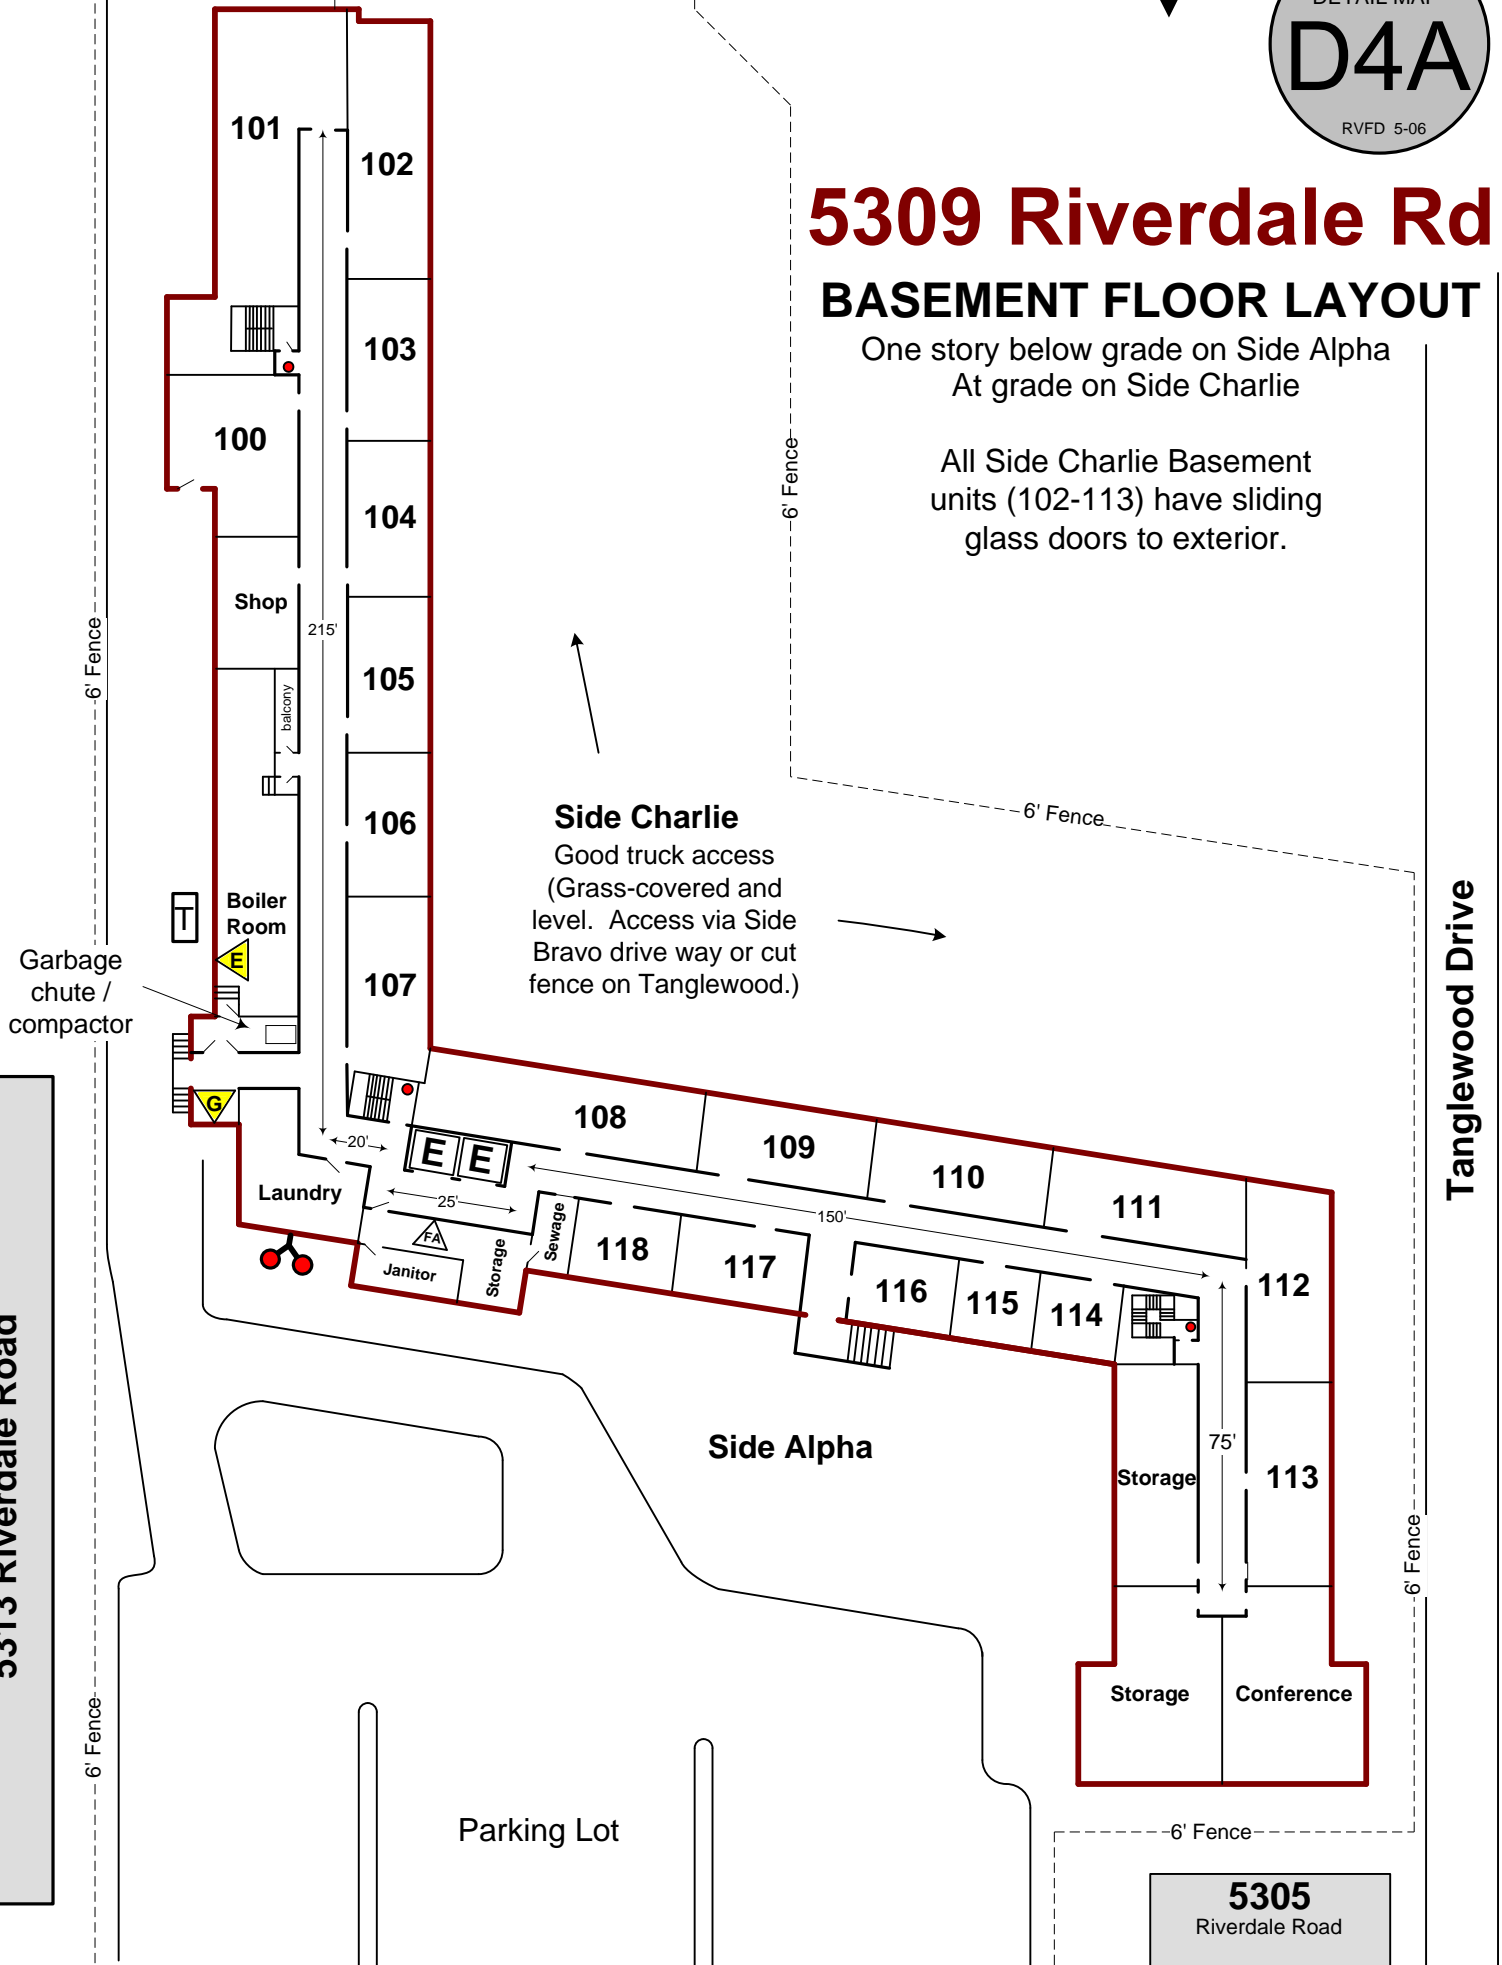 DETAIL MAP
D4A
RVFD 5-06
5309 Riverdale Rd
BASEMENT FLOOR LAYOUT
One story below grade on Side Alpha
At grade on Side Charlie
All Side Charlie Basement
units (102-113) have sliding
glass doors to exterior.
101
102
103
100
104
Shop
215'
105
balcony
106
Boiler
Room
T
E
107
Garbage
chute /
compactor
G
6' Fence
6' Fence
6' Fence
Side Charlie
Good truck access
(Grass-covered and
level. Access via Side
Bravo drive way or cut
fence on Tanglewood.)
Tanglewood Drive
108
109
110
111
112
113
20'
E
E
25'
150'
75'
Laundry
FA
Janitor
Storage
Sewage
118
117
116
115
114
Storage
Storage
Conference
Side Alpha
Parking Lot
5313 Riverdale Road
6' Fence
6' Fence
6' Fence
5305
Riverdale Road